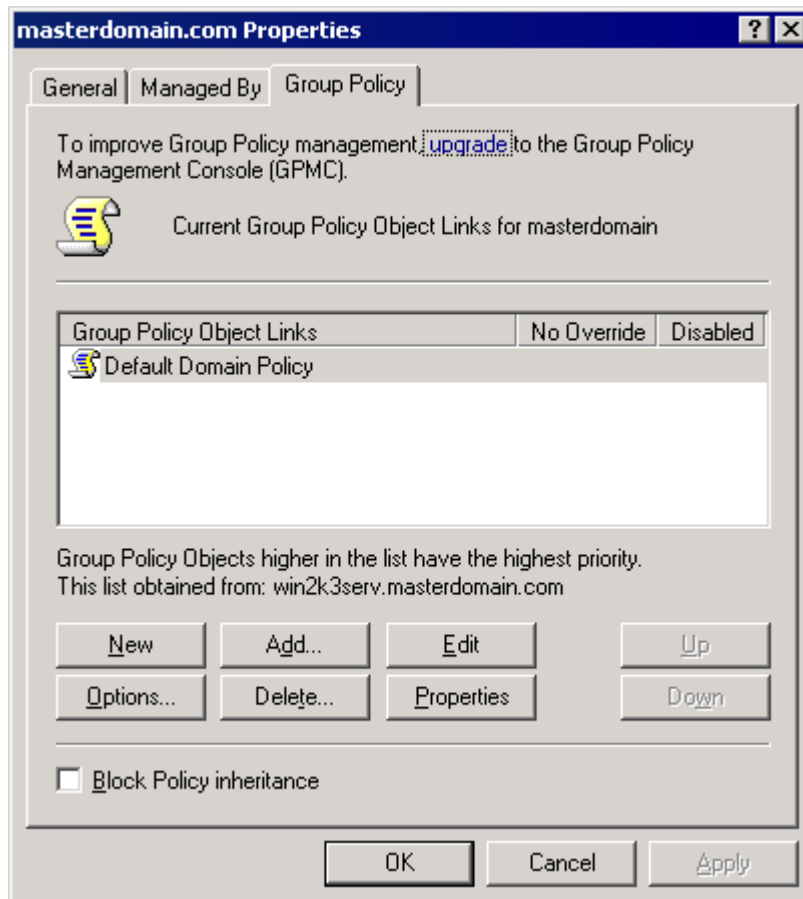 masterdomain.com Properties
General Managed By Group Policy
To improve Group Policy management, upgrade to the Group Policy
Management Console (GPMC).
Current Group Policy Object Links for masterdomain
Group Policy Object Links No Override Disabled
Default Domain Policy
Group Policy Objects higher in the list have the highest priority.
This list obtained from: win2k3serv.masterdomain.com
New Add... Edit Up
Options... Delete... Properties Down
Block Policy inheritance
OK Cancel Apply